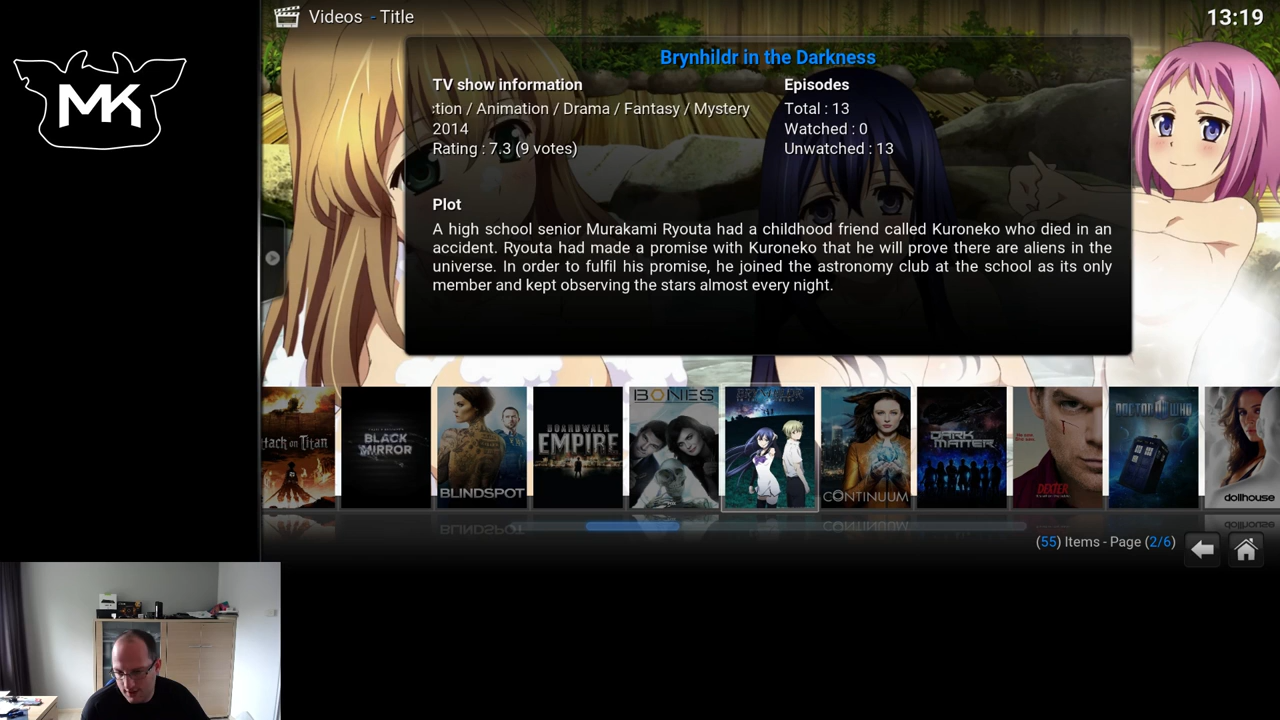 Videos - Title
13:19
MK
Brynhildr in the Darkness
TV show information
Episodes
:tion / Animation / Drama / Fantasy / Mystery
Total : 13
2014
Watched : 0
Rating : 7.3 (9 votes)
Unwatched : 13
Plot
A high school senior Murakami Ryouta had a childhood friend called Kuroneko who died in an
accident. Ryouta had made a promise with Kuroneko that he will prove there are aliens in the
universe. In order to fulfil his promise, he joined the astronomy club at the school as its only
member and kept observing the stars almost every night.
ttack on Titan
BLACK
MIRROR
BLINDSPOT
BOARDWALK
EMPIRE
BONES
CONTINUUM
DARK
MATTER
DEXTER
DOCTOR WHO
dollhouse
(55) Items - Page (2/6)